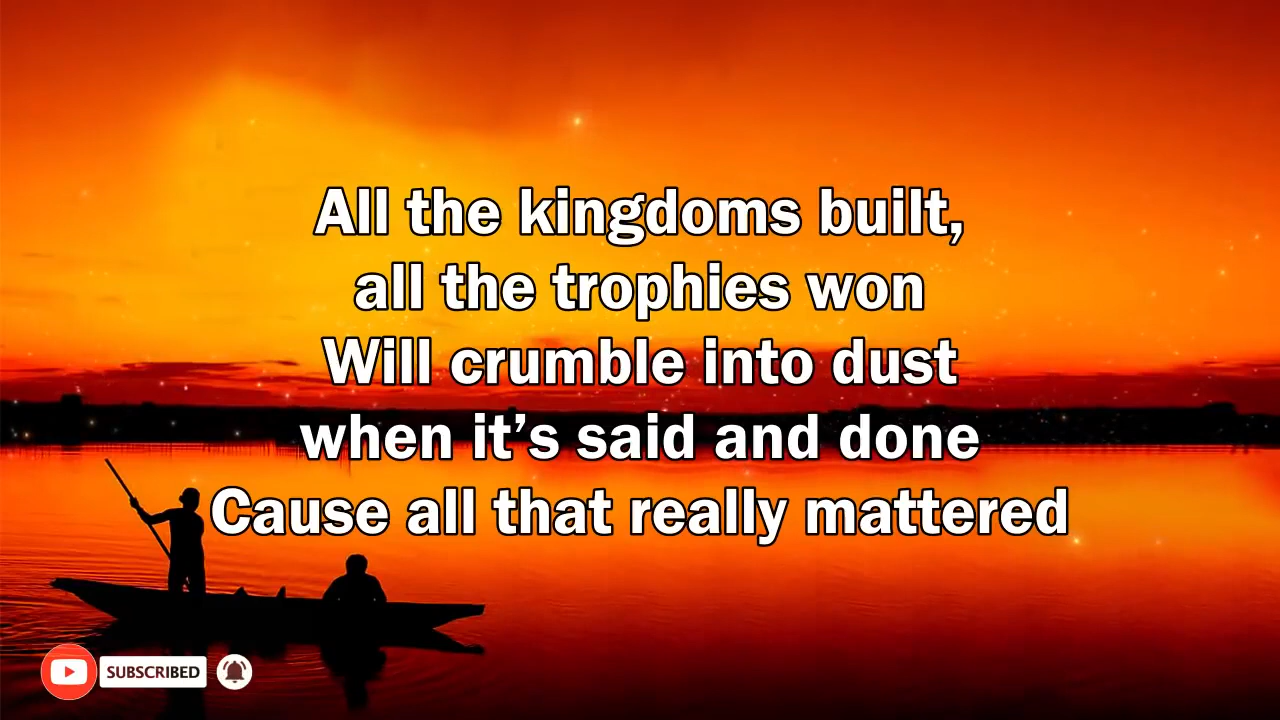 All the kingdoms built,
all the trophies won
Will crumble into dust
when it’s said and done
Cause all that really mattered
SUBSCRIBED